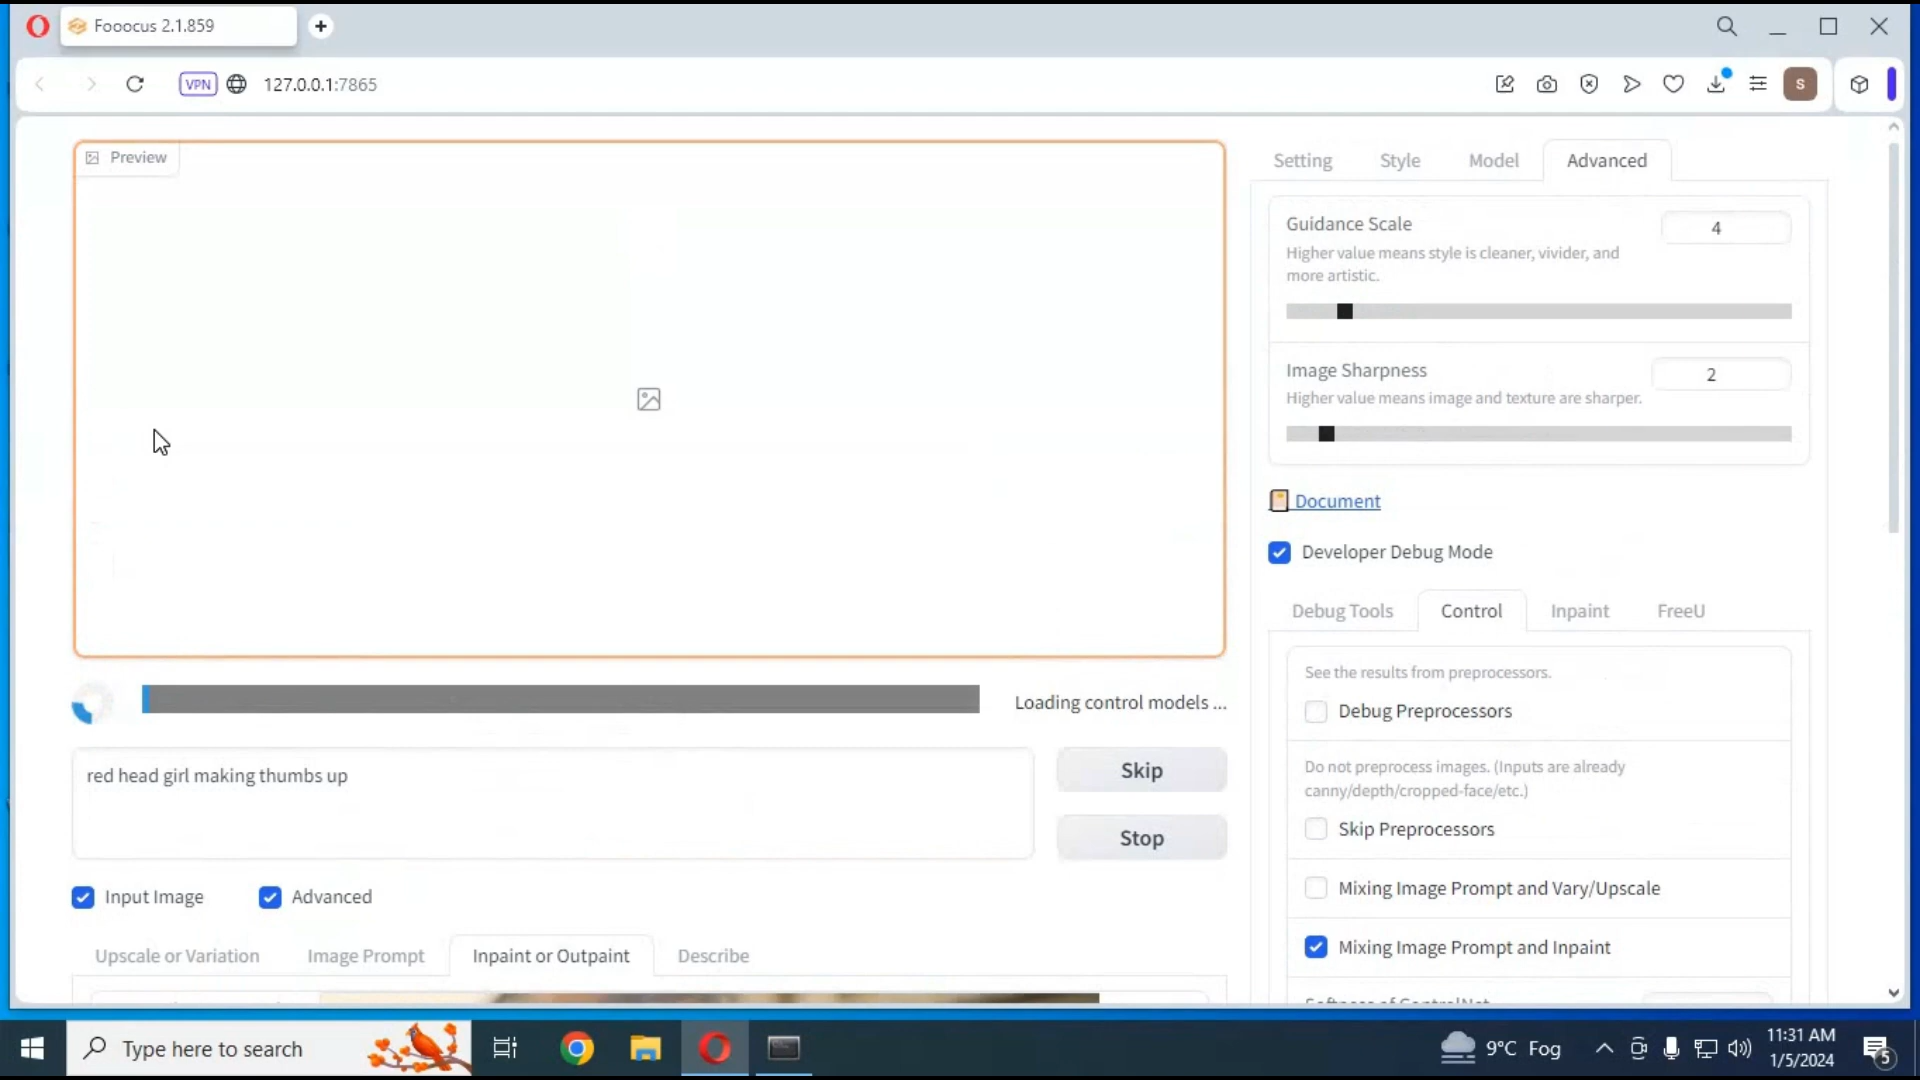 Fooocus 2.1.859
VPN
127.0.0.1:7865
S
Preview
Setting
Style
Model
Advanced
Guidance Scale
4
Higher value means style is cleaner, vivider, and
more artistic.
Image Sharpness
2
Higher value means image and texture are sharper.
Document
Developer Debug Mode
Debug Tools
Control
Inpaint
FreeU
See the results from preprocessors.
Debug Preprocessors
Do not preprocess images. (Inputs are already
canny/depth/cropped-face/etc.)
Skip Preprocessors
Mixing Image Prompt and Vary/Upscale
Mixing Image Prompt and Inpaint
Softness of ControlNet
Loading control models ...
red head girl making thumbs up
Skip
Stop
Input Image
Advanced
Upscale or Variation
Image Prompt
Inpaint or Outpaint
Describe
Type here to search
9°C Fog
11:31 AM
1/5/2024
5